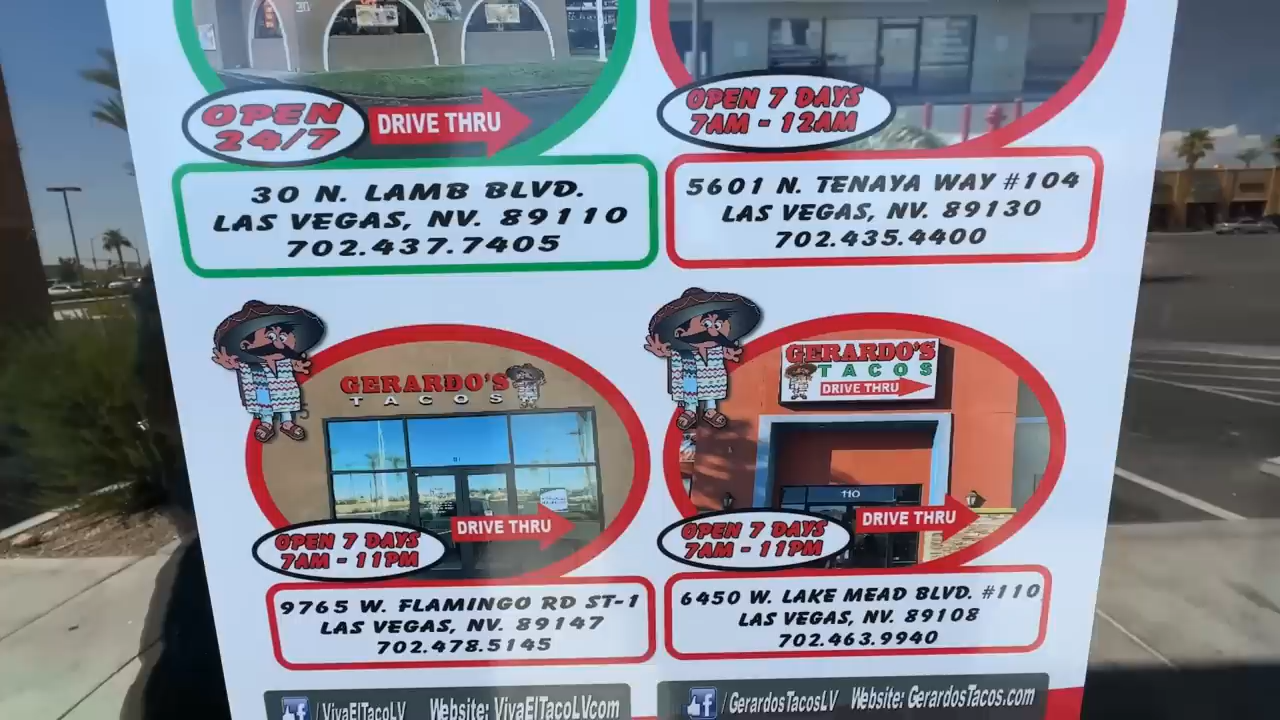 OPEN
24/7
DRIVE THRU
30 N. LAMB BLVD.
LAS VEGAS, NV. 89110
702.437.7405
OPEN 7 DAYS
7AM - 12AM
5601 N. TENAYA WAY #104
LAS VEGAS, NV. 89130
702.435.4400
GERARDO'S
TACOS
DRIVE THRU
OPEN 7 DAYS
7AM - 11PM
9765 W. FLAMINGO RD ST-1
LAS VEGAS, NV. 89147
702.478.5145
GERARDO'S
TACOS
DRIVE THRU
110
DRIVE THRU
OPEN 7 DAYS
7AM - 11PM
6450 W. LAKE MEAD BLVD. #110
LAS VEGAS, NV. 89108
702.463.9940
f /VivaElTacoLV Website: VivaElTacoLVcom
f /GerardosTacosLV Website: GerardosTacos.com